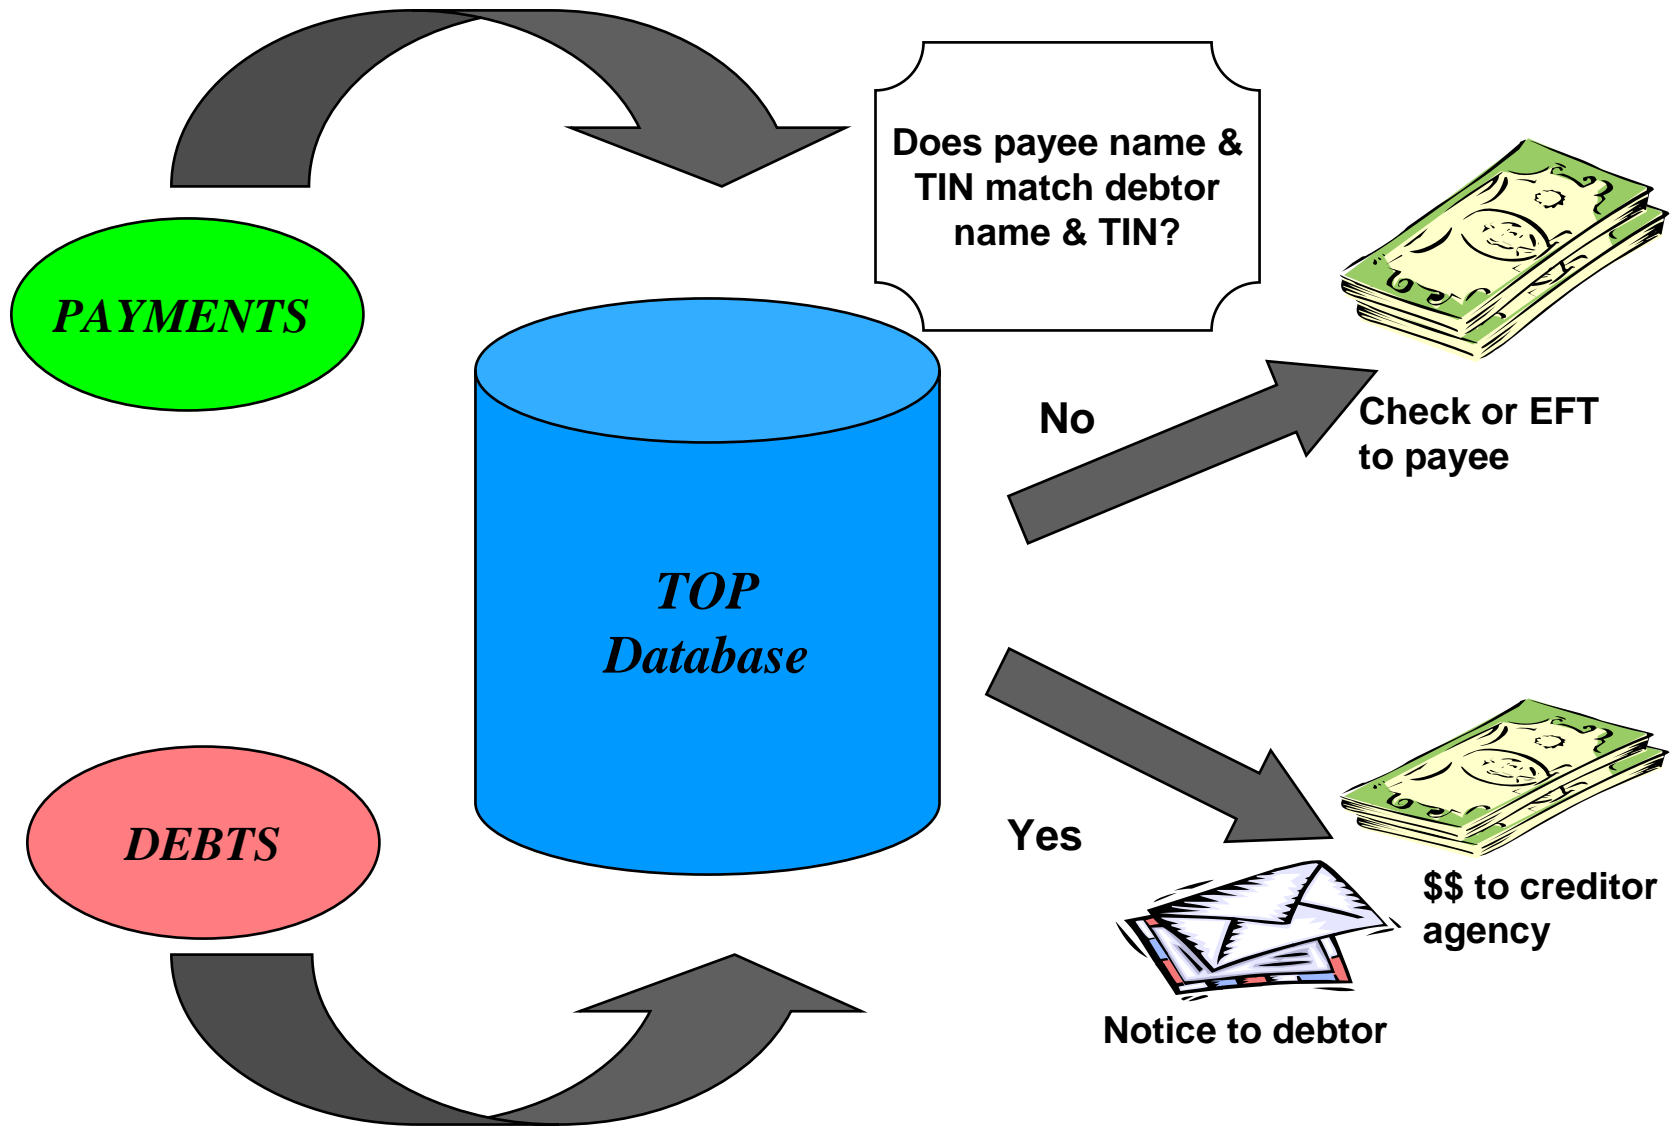 Does payee name &
TIN match debtor
name & TIN?
PAYMENTS
No
Check or EFT
to payee
TOP
Database
DEBTS
Yes
$$ to creditor
agency
Notice to debtor